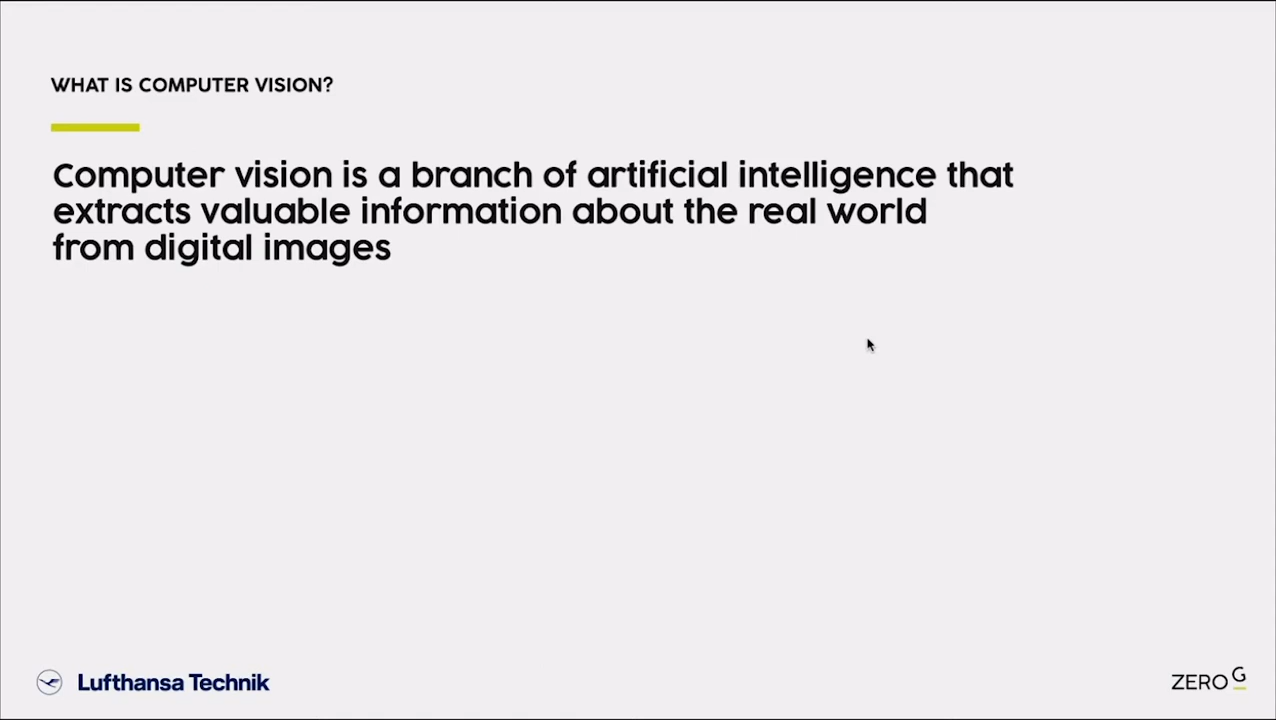 WHAT IS COMPUTER VISION?
Computer vision is a branch of artificial intelligence that
extracts valuable information about the real world
from digital images
Lufthansa Technik
ZERO G